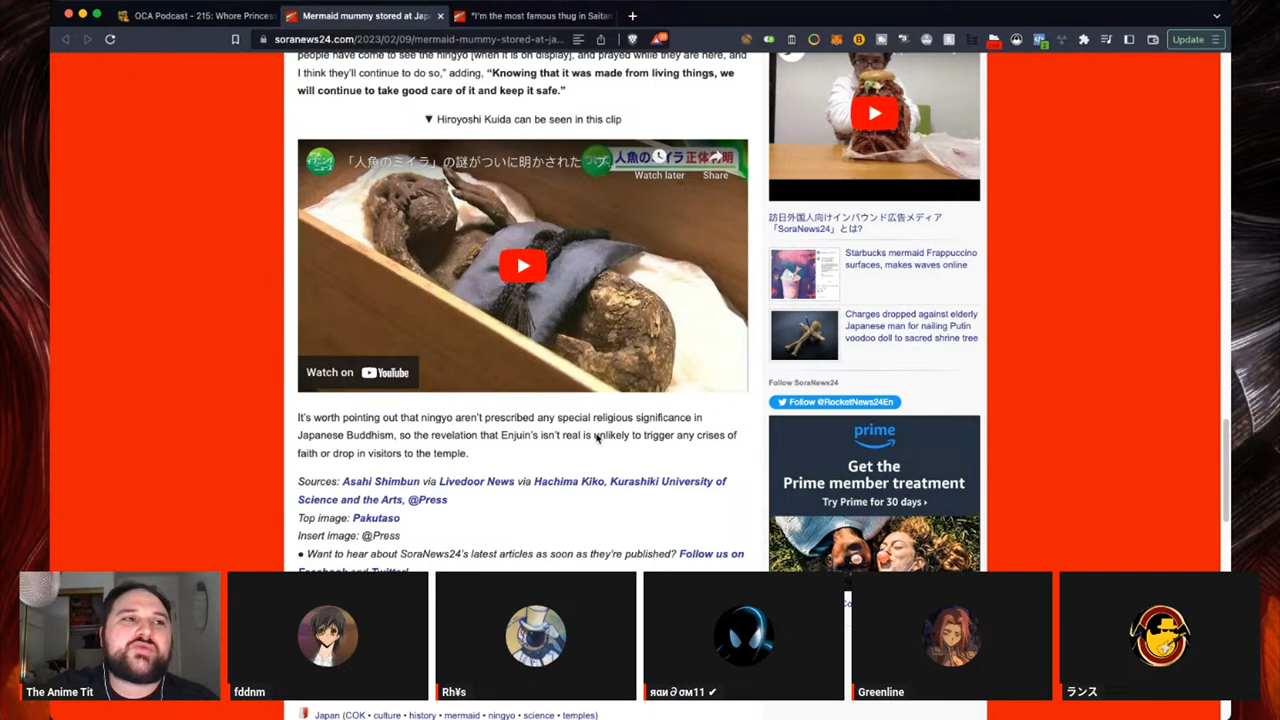 OCA Podcast - 215: Whore Princes
Mermaid mummy stored at Jap
"I'm the most famous thug in Saitan
soranews24.com/2023/02/09/mermaid-mummy-stored-at-ja...
Update
people have come to see the ningyo [when it is on display], and prayed while they are here, and
I think they'll continue to do so," adding, "Knowing that it was made from living things, we
will continue to take good care of it and keep it safe."
▼ Hiroyoshi Kuida can be seen in this clip
「人魚のミイラ」の謎がついに明かされた
人魚のミイラ 正体判明
Watch later
Share
Watch on YouTube
It's worth pointing out that ningyo aren't prescribed any special religious significance in
Japanese Buddhism, so the revelation that Enjuin's isn't real is unlikely to trigger any crises of
faith or drop in visitors to the temple.
Sources: Asahi Shimbun via Livedoor News via Hachima Kiko, Kurashiki University of
Science and the Arts, @Press
Top image: Pakutaso
Insert image: @Press
● Want to hear about SoraNews24's latest articles as soon as they're published? Follow us on
Facebook and Twitter!
Japan (COK • culture • history • mermaid • ningyo • science • temples)
訪日外国人向けインバウンド広告メディア
「SoraNews24」とは?
Starbucks mermaid Frappuccino
surfaces, makes waves online
Charges dropped against elderly
Japanese man for nailing Putin
voodoo doll to sacred shrine tree
Follow SoraNews24
Follow @RocketNews24En
prime
Get the
Prime member treatment
Try Prime for 30 days ›
The Anime Tit
fddnm
Rh¥s
яαи∂σм11 ✔
Greenline
ランス